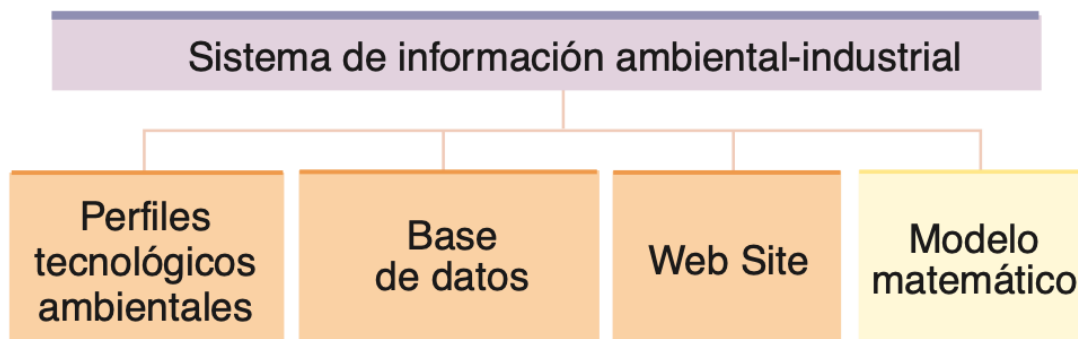 Sistema de información ambiental-industrial
Perfiles
tecnológicos
ambientales
Base
de datos
Web Site
Modelo
matemático